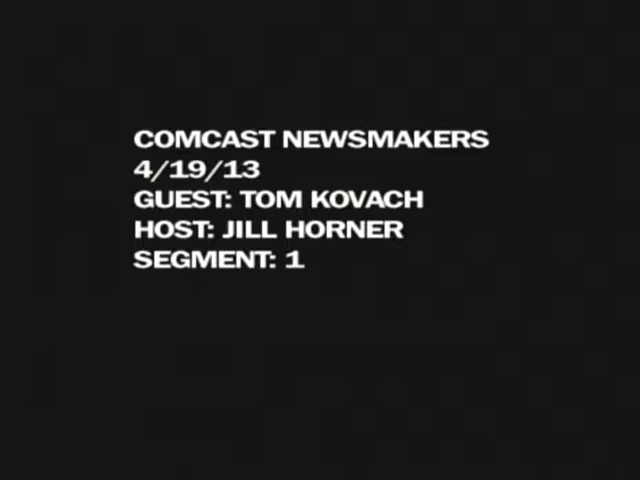 COMCAST NEWSMAKERS
4/19/13
GUEST: TOM KOVACH
HOST: JILL HORNER
SEGMENT: 1